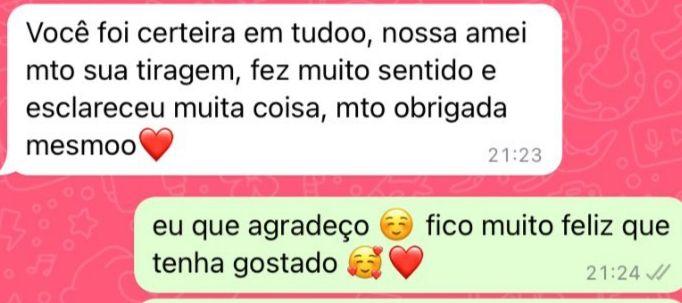 Você foi certeira em tudoo, nossa amei
mto sua tiragem, fez muito sentido e
esclareceu muita coisa, mto obrigada
mesmoo❤️
21:23
eu que agradeço ☺️ fico muito feliz que
tenha gostado 🥰❤️
21:24